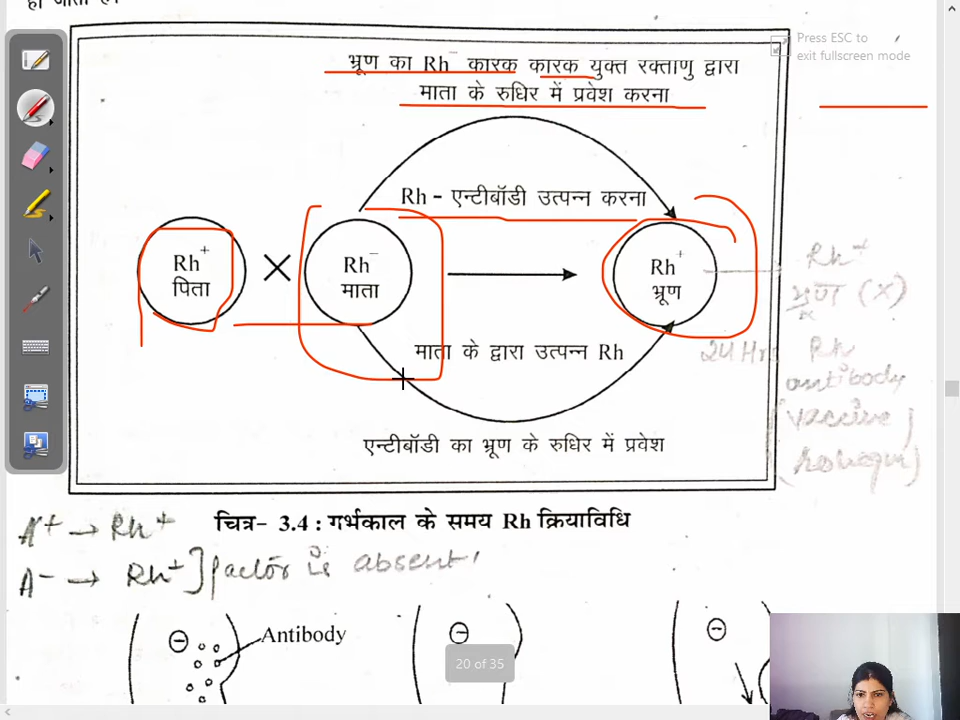 हो जाता है।
Press ESC to
exit fullscreen mode
भ्रूण का Rh⁻ कारक कारक युक्त रक्ताणु द्वारा
माता के रुधिर में प्रवेश करना
Rh - एन्टीबॉडी उत्पन्न करना
Rh⁺
पिता
Rh⁻
माता
Rh⁺
भ्रूण
Rh⁺
भ्रूण (X)
माता के द्वारा उत्पन्न Rh
24 Hrs Rh
antibody
(vaccine)
एन्टीबॉडी का भ्रूण के रुधिर में प्रवेश
चित्र- 3.4 : गर्भकाल के समय Rh क्रियाविधि
A⁺ → Rh⁺
A⁻ → Rh⁺] factor is absent
Antibody
20 of 35